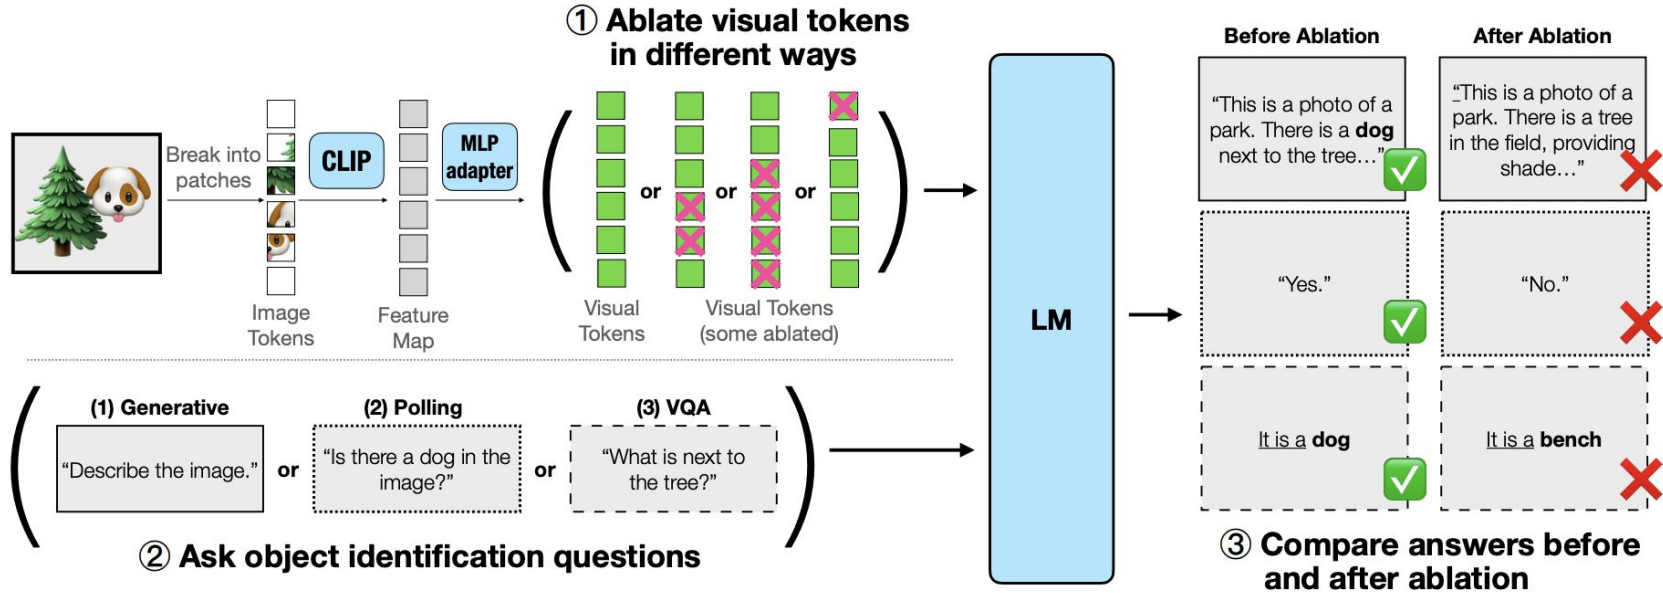 ① Ablate visual tokens
in different ways
Break into
patches
CLIP
MLP
adapter
or
or
or
Image
Tokens
Feature
Map
Visual
Tokens
Visual Tokens
(some ablated)
(1) Generative
“Describe the image.”
or
(2) Polling
“Is there a dog in the
image?”
or
(3) VQA
“What is next to
the tree?”
② Ask object identification questions
LM
Before Ablation
“This is a photo of a
park. There is a dog
next to the tree…”
“Yes.”
It is a dog
After Ablation
“This is a photo of a
park. There is a tree
in the field, providing
shade…”
“No.”
It is a bench
③ Compare answers before
and after ablation